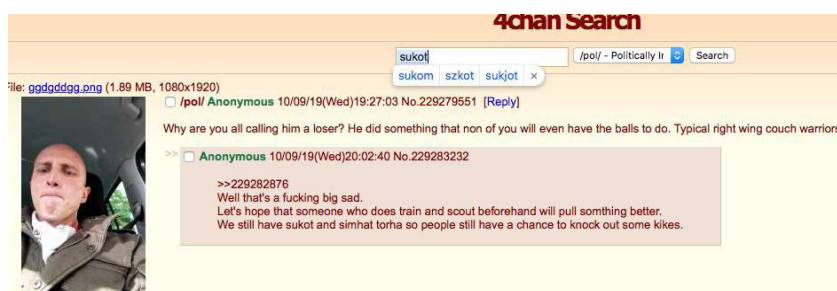 4chan Search
sukot
/pol/ - Politically Ir
Search
sukom szkot sukjot ×
File: ggdgddgg.png (1.89 MB, 1080x1920)
/pol/ Anonymous 10/09/19(Wed)19:27:03 No.229279551 [Reply]
Why are you all calling him a loser? He did something that non of you will even have the balls to do. Typical right wing couch warriors
>> Anonymous 10/09/19(Wed)20:02:40 No.229283232
>>229282876
Well that's a fucking big sad.
Let's hope that someone who does train and scout beforehand will pull somthing better.
We still have sukot and simhat torha so people still have a chance to knock out some kikes.